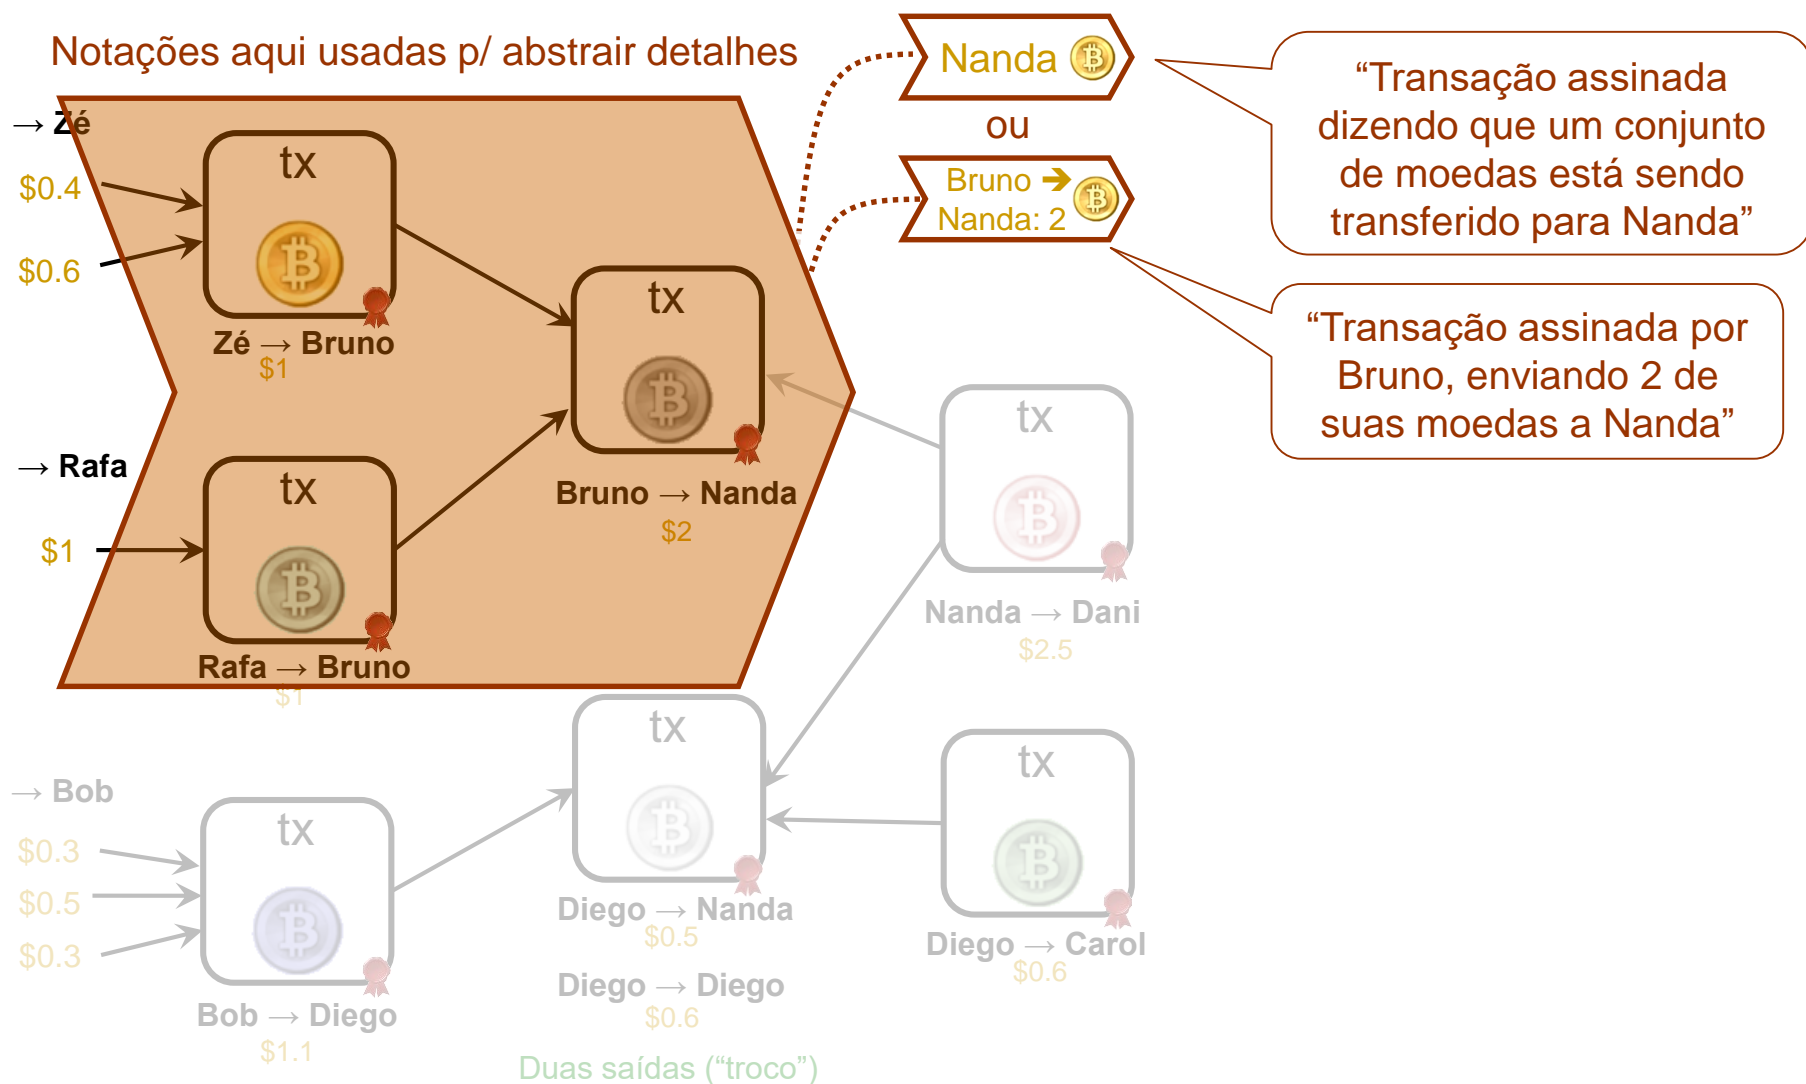 Notações aqui usadas p/ abstrair detalhes
→ Zé
$0.4
$0.6
tx
Zé → Bruno
$1
→ Rafa
$1
tx
Rafa → Bruno
$1
tx
Bruno → Nanda
$2
Nanda
ou
Bruno ➔
Nanda: 2
“Transação assinada
dizendo que um conjunto
de moedas está sendo
transferido para Nanda”
“Transação assinada por
Bruno, enviando 2 de
suas moedas a Nanda”
tx
Nanda → Dani
$2.5
→ Bob
$0.3
$0.5
$0.3
tx
Bob → Diego
$1.1
tx
Diego → Nanda
$0.5
Diego → Diego
$0.6
Duas saídas (“troco”)
tx
Diego → Carol
$0.6